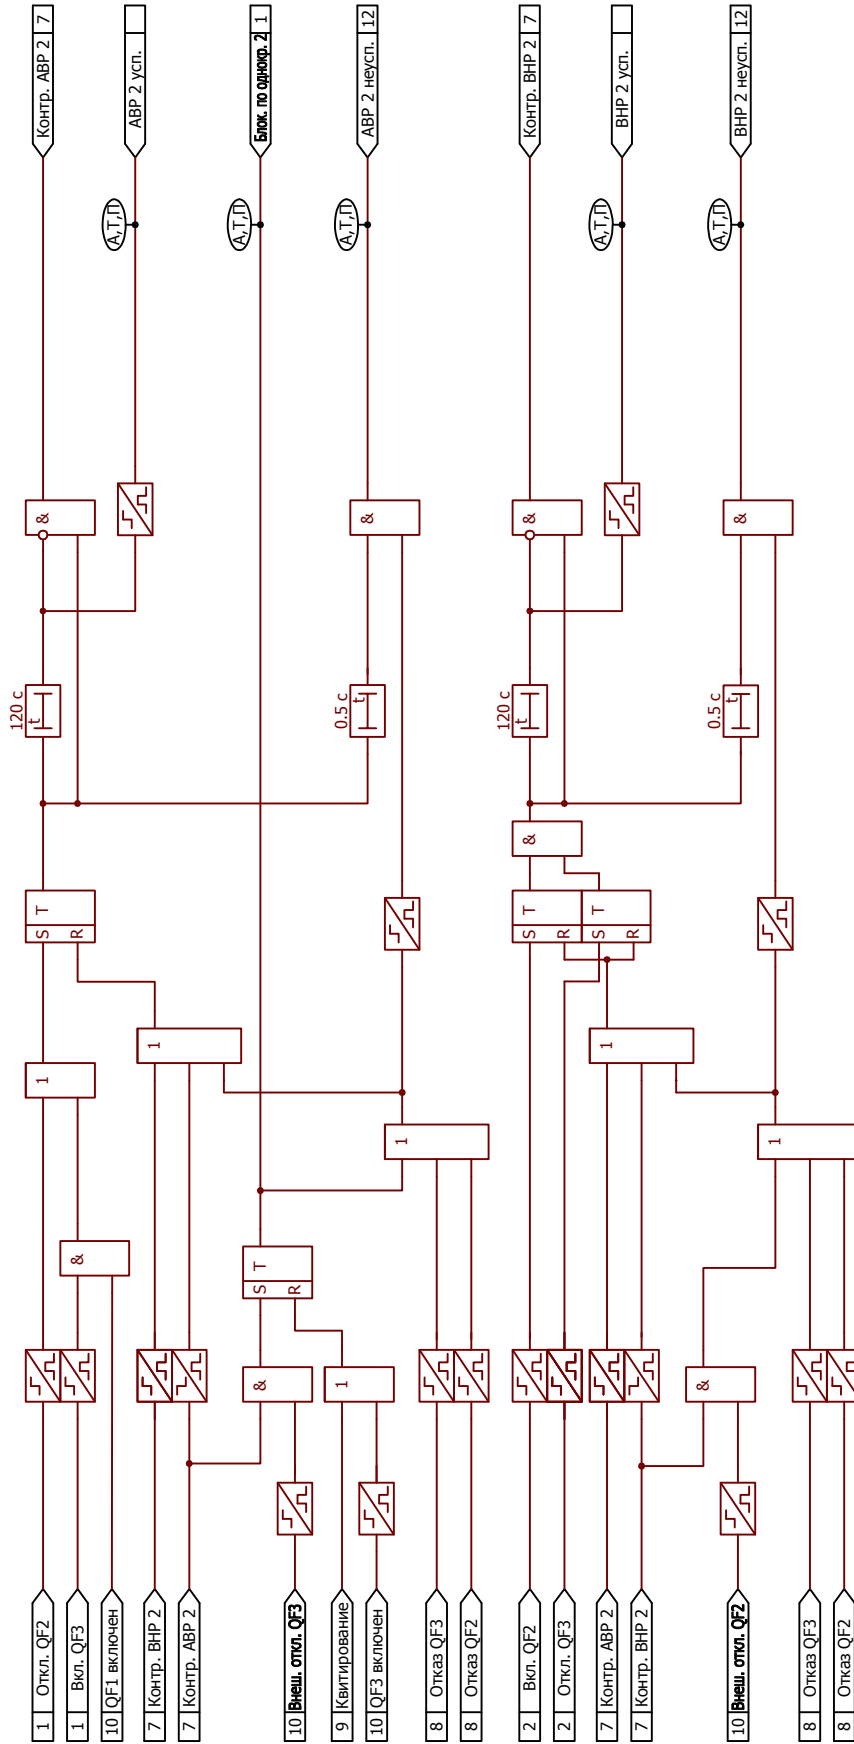 Контр. АВР 2 7
АВР 2 усп.
Блок. по однокр. 2 1
АВР 2 неусп. 12
Контр. ВНР 2 7
ВНР 2 усп.
ВНР 2 неусп. 12
А,Т,П
А,Т,П
А,Т,П
А,Т,П
А,Т,П
&
&
&
&
120 с
t
0.5 с
t
120 с
t
0.5 с
t
&
S T
R
S T
R
S T
R
1
1
1
1
1
&
S T
R
&
1
&
1 Откл. QF2
1 Вкл. QF3
10 QF1 включен
7 Контр. ВНР 2
7 Контр. АВР 2
10 Внеш. откл. QF3
9 Квитирование
10 QF3 включен
8 Отказ QF3
8 Отказ QF2
2 Вкл. QF2
2 Откл. QF3
7 Контр. АВР 2
7 Контр. ВНР 2
10 Внеш. откл. QF2
8 Отказ QF3
8 Отказ QF2